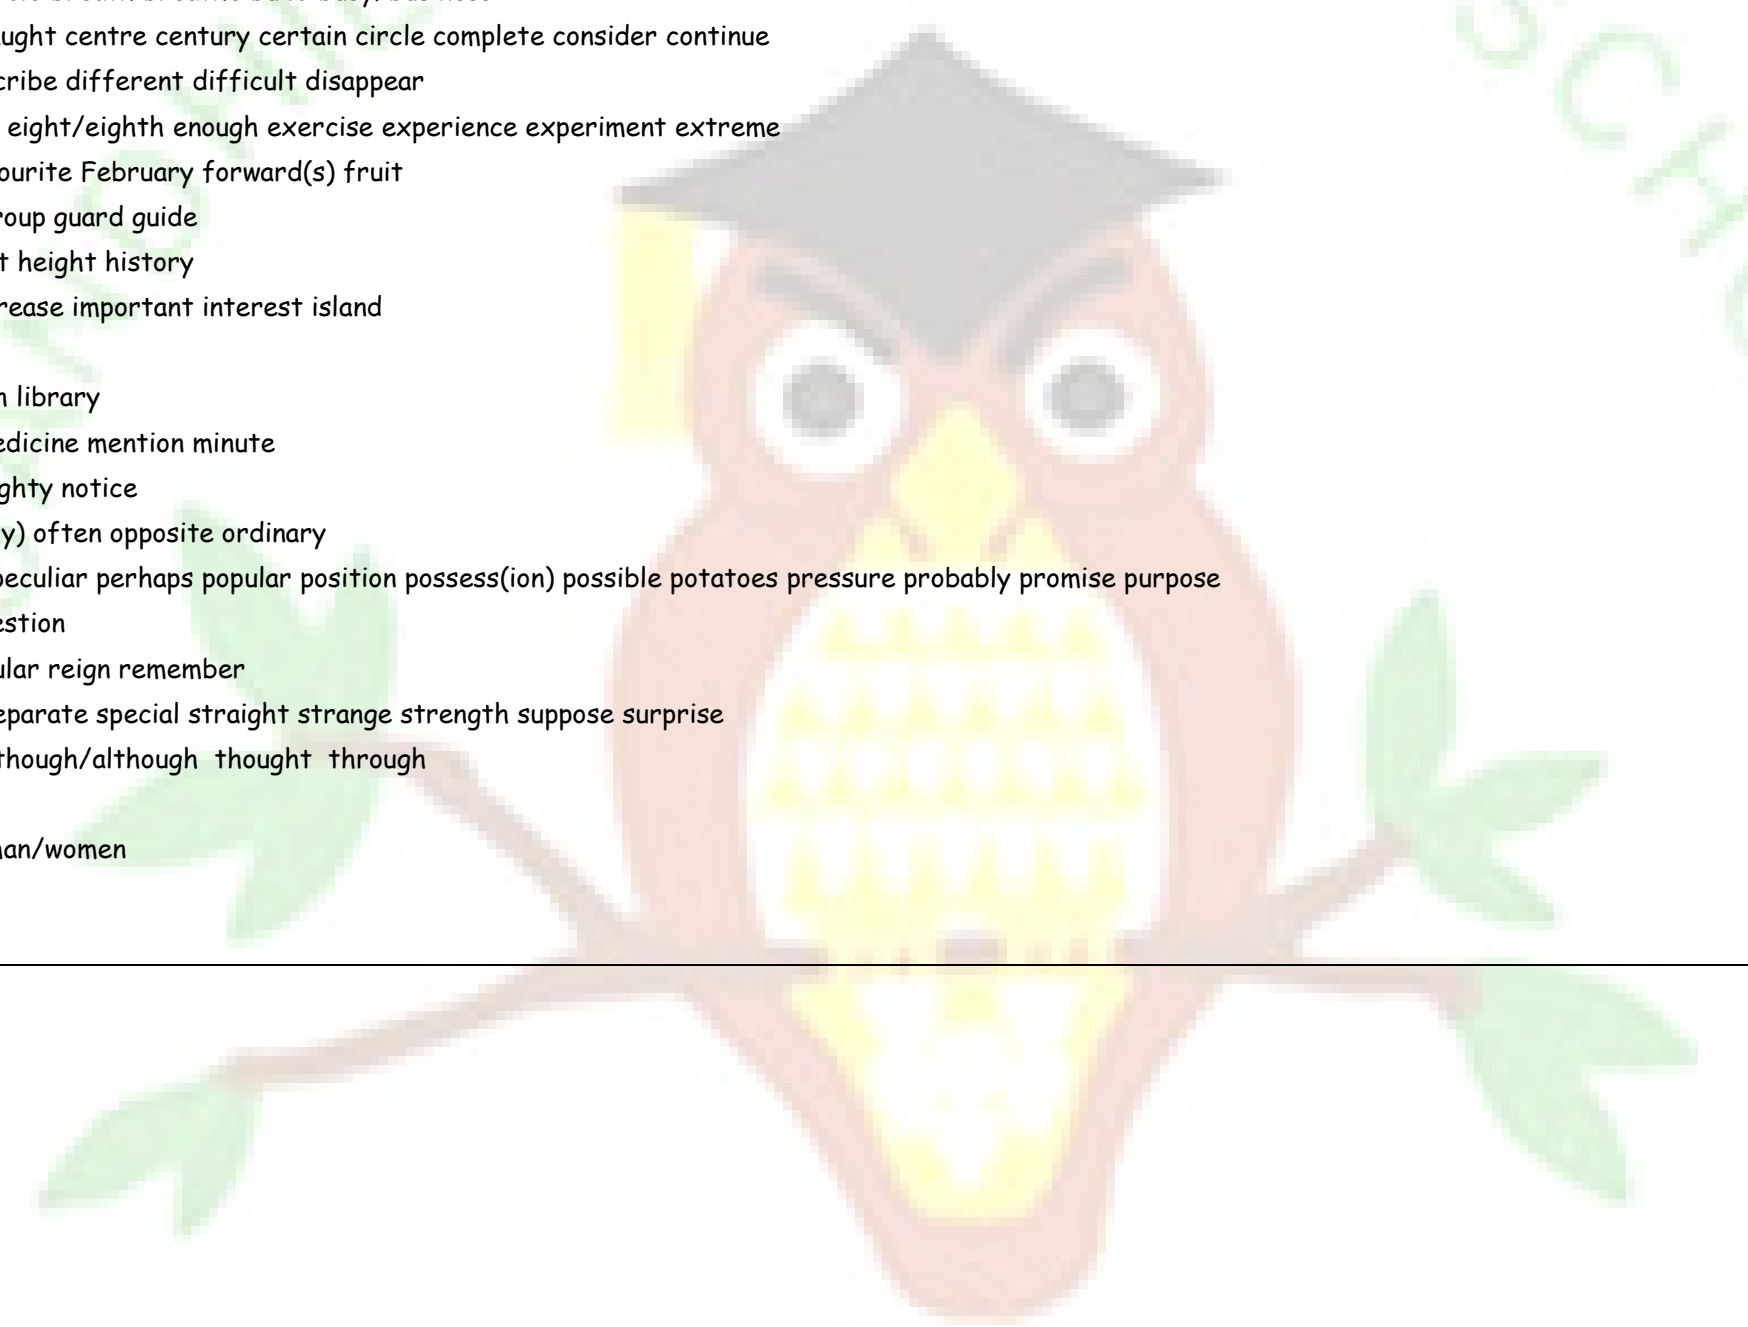 ught centre century certain circle complete consider continue
cribe different difficult disappear
eight/eighth enough exercise experience experiment extreme
ourite February forward(s) fruit
roup guard guide
t height history
rease important interest island
n library
edicine mention minute
ghty notice
y) often opposite ordinary
peculiar perhaps popular position possess(ion) possible potatoes pressure probably promise purpose
estion
ular reign remember
eparate special straight strange strength suppose surprise
though/although thought through
nan/women
SCHO